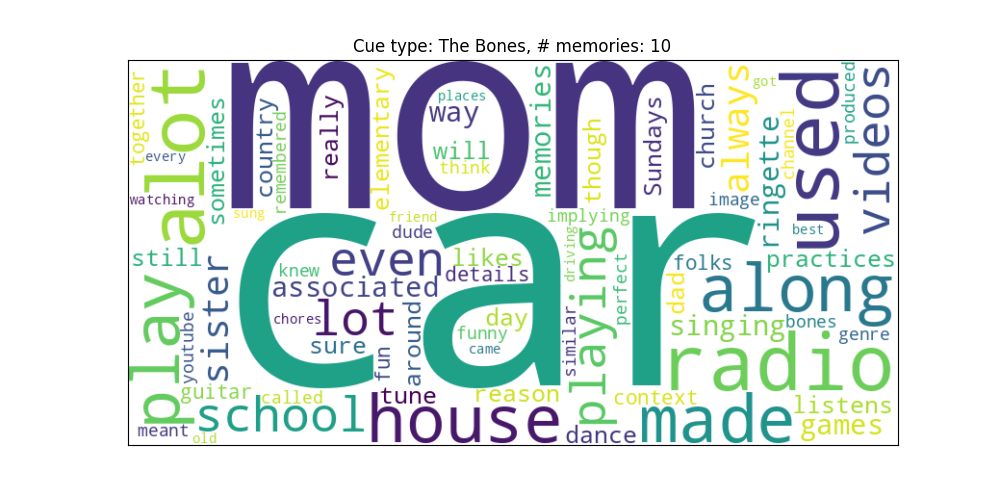 Cue type: The Bones, # memories: 10
mom
car
together
alot
sometimes
country
remembered
really
elementary
places
way
will
think
memories
though
Sundays
church
always
got
channel
used
produced
videos
every
watching
sung
friend
dude
implying
image
ringette
best
still
sister
knew
even
associated
likes
details
driving
playing
perfect
folks
dad
practices
along
play
youtube
chores
lot
sure
fun
around
day
funny
came
similar
singing
bones
genre
radio
guitar
called
tune
reason
context
listens
meant
old
school
house
dance
made
games